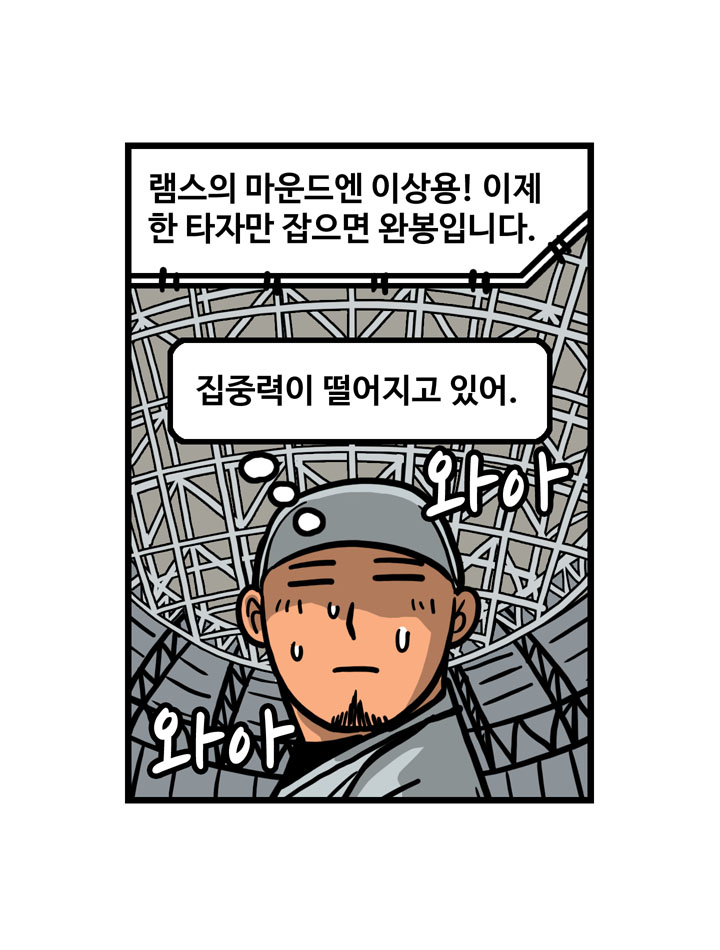 램스의 마운드엔 이상용! 이제
한 타자만 잡으면 완봉입니다.
집중력이 떨어지고 있어.
와아
와아